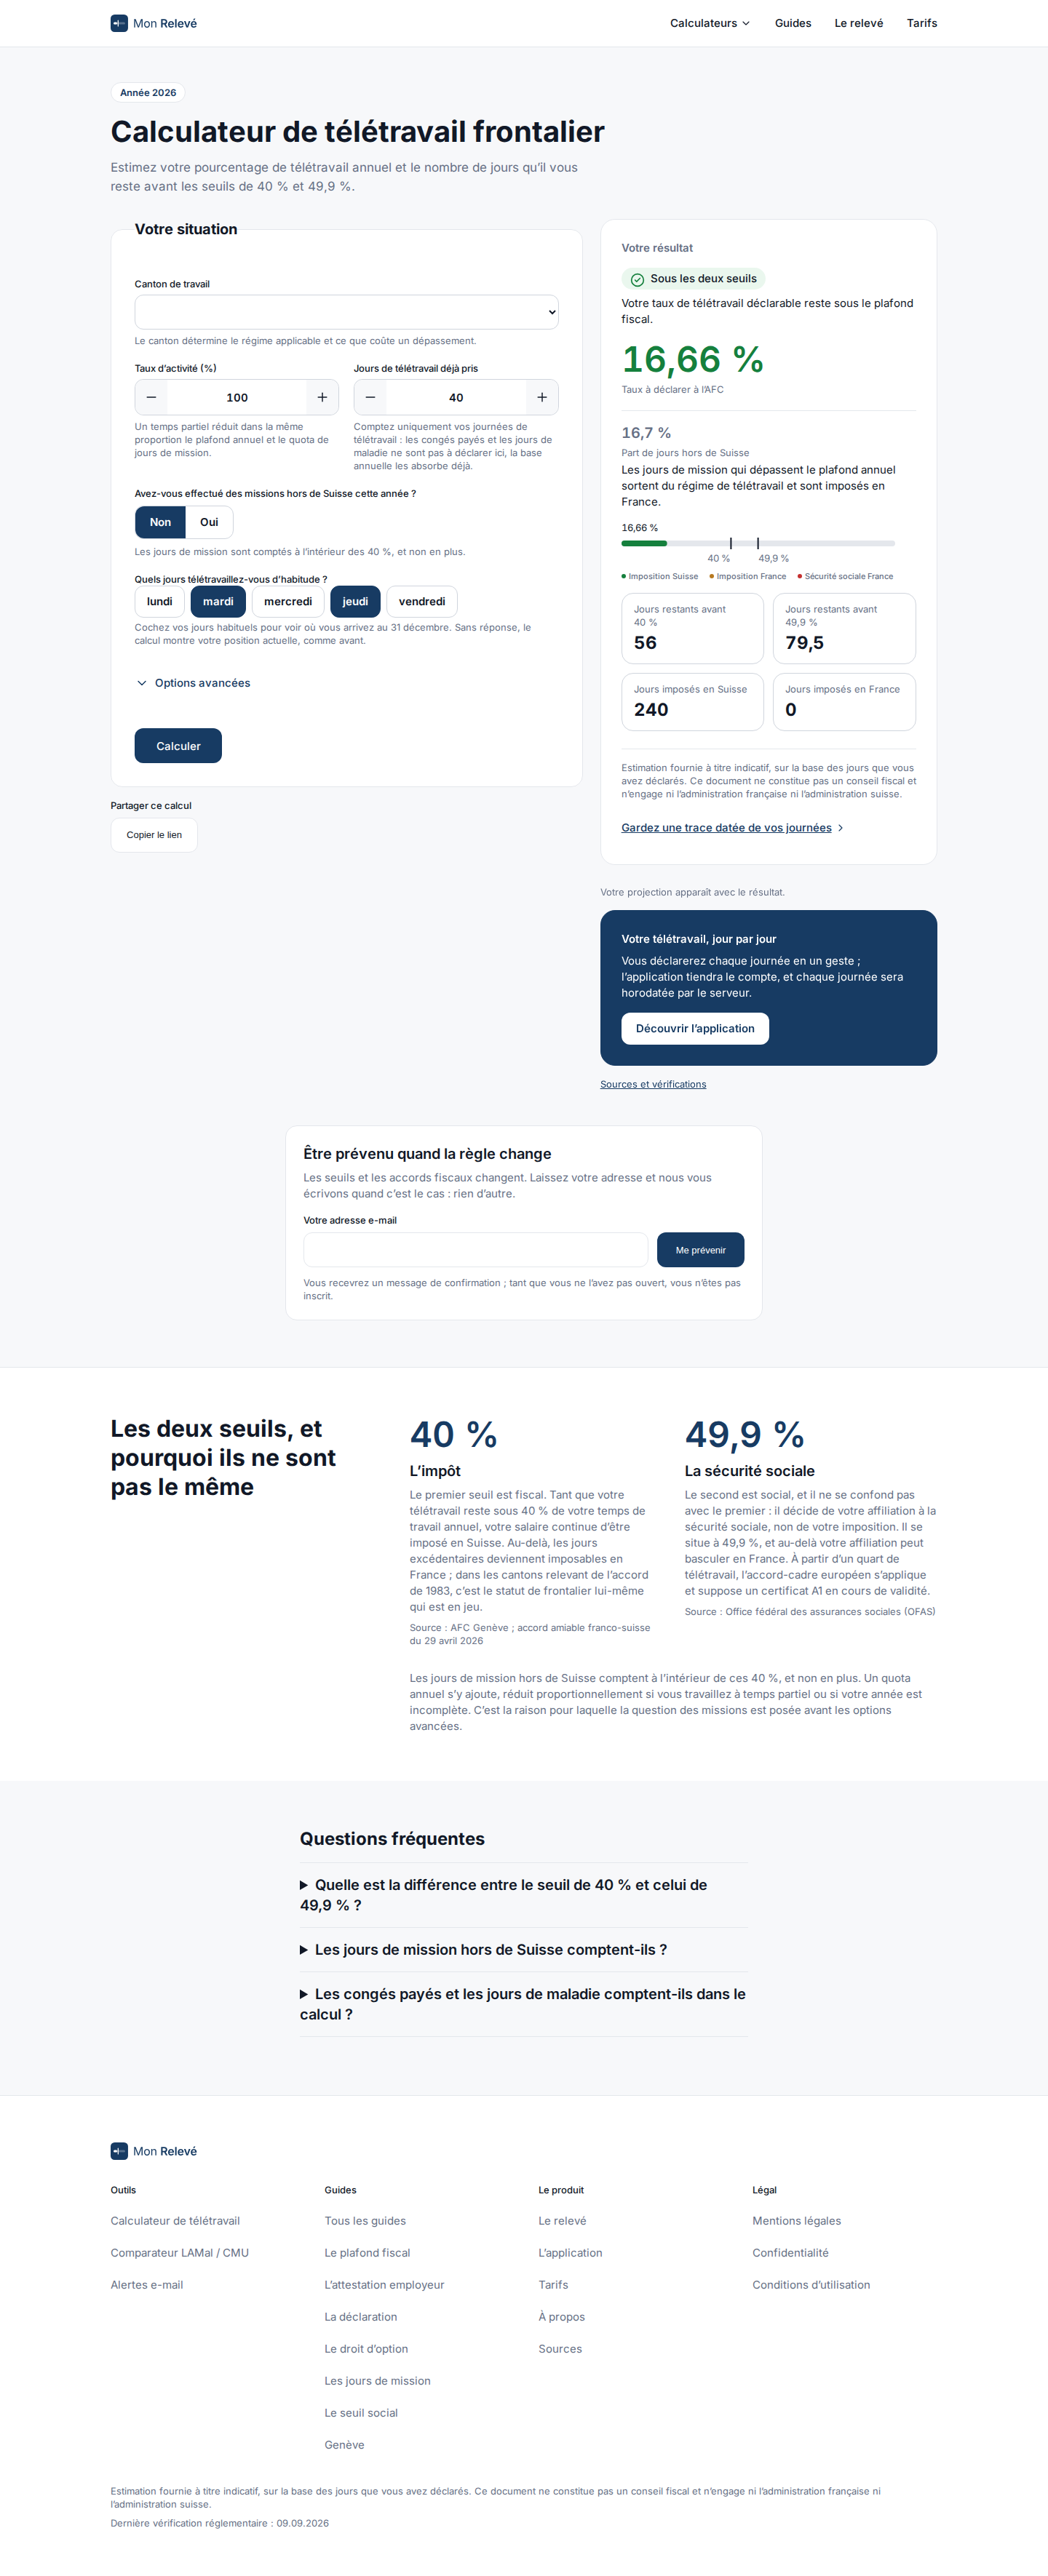 Mon Relevé
Calculateurs
Guides
Le relevé
Tarifs
Année 2026
Calculateur de télétravail frontalier
Estimez votre pourcentage de télétravail annuel et le nombre de jours qu’il vous
reste avant les seuils de 40 % et 49,9 %.
Votre situation
Canton de travail
Le canton détermine le régime applicable et ce que coûte un dépassement.
Taux d’activité (%)
100
Un temps partiel réduit dans la même
proportion le plafond annuel et le quota de
jours de mission.
Jours de télétravail déjà pris
40
Comptez uniquement vos journées de
télétravail : les congés payés et les jours de
maladie ne sont pas à déclarer ici, la base
annuelle les absorbe déjà.
Avez-vous effectué des missions hors de Suisse cette année ?
Non
Oui
Les jours de mission sont comptés à l’intérieur des 40 %, et non en plus.
Quels jours télétravaillez-vous d’habitude ?
lundi
mardi
mercredi
jeudi
vendredi
Cochez vos jours habituels pour voir où vous arrivez au 31 décembre. Sans réponse, le
calcul montre votre position actuelle, comme avant.
Options avancées
Calculer
Partager ce calcul
Copier le lien
Votre résultat
Sous les deux seuils
Votre taux de télétravail déclarable reste sous le plafond
fiscal.
16,66 %
Taux à déclarer à l’AFC
16,7 %
Part de jours hors de Suisse
Les jours de mission qui dépassent le plafond annuel
sortent du régime de télétravail et sont imposés en
France.
16,66 %
40 %
49,9 %
Imposition Suisse
Imposition France
Sécurité sociale France
Jours restants avant
40 %
56
Jours restants avant
49,9 %
79,5
Jours imposés en Suisse
240
Jours imposés en France
0
Estimation fournie à titre indicatif, sur la base des jours que vous
avez déclarés. Ce document ne constitue pas un conseil fiscal et
n’engage ni l’administration française ni l’administration suisse.
Gardez une trace datée de vos journées
Votre projection apparaît avec le résultat.
Votre télétravail, jour par jour
Vous déclarerez chaque journée en un geste ;
l’application tiendra le compte, et chaque journée sera
horodatée par le serveur.
Découvrir l’application
Sources et vérifications
Être prévenu quand la règle change
Les seuils et les accords fiscaux changent. Laissez votre adresse et nous vous
écrivons quand c’est le cas : rien d’autre.
Votre adresse e-mail
Me prévenir
Vous recevrez un message de confirmation ; tant que vous ne l’avez pas ouvert, vous n’êtes pas
inscrit.
Les deux seuils, et
pourquoi ils ne sont
pas le même
40 %
L’impôt
Le premier seuil est fiscal. Tant que votre
télétravail reste sous 40 % de votre temps de
travail annuel, votre salaire continue d’être
imposé en Suisse. Au-delà, les jours
excédentaires deviennent imposables en
France ; dans les cantons relevant de l’accord
de 1983, c’est le statut de frontalier lui-même
qui est en jeu.
Source : AFC Genève ; accord amiable franco-suisse
du 29 avril 2026
49,9 %
La sécurité sociale
Le second est social, et il ne se confond pas
avec le premier : il décide de votre affiliation à la
sécurité sociale, non de votre imposition. Il se
situe à 49,9 %, et au-delà votre affiliation peut
basculer en France. À partir d’un quart de
télétravail, l’accord-cadre européen s’applique
et suppose un certificat A1 en cours de validité.
Source : Office fédéral des assurances sociales (OFAS)
Les jours de mission hors de Suisse comptent à l’intérieur de ces 40 %, et non en plus. Un quota
annuel s’y ajoute, réduit proportionnellement si vous travaillez à temps partiel ou si votre année est
incomplète. C’est la raison pour laquelle la question des missions est posée avant les options
avancées.
Questions fréquentes
Quelle est la différence entre le seuil de 40 % et celui de
49,9 % ?
Les jours de mission hors de Suisse comptent-ils ?
Les congés payés et les jours de maladie comptent-ils dans le
calcul ?
Mon Relevé
Outils
Calculateur de télétravail
Comparateur LAMal / CMU
Alertes e-mail
Guides
Tous les guides
Le plafond fiscal
L’attestation employeur
La déclaration
Le droit d’option
Les jours de mission
Le seuil social
Genève
Le produit
Le relevé
L’application
Tarifs
À propos
Sources
Légal
Mentions légales
Confidentialité
Conditions d’utilisation
Estimation fournie à titre indicatif, sur la base des jours que vous avez déclarés. Ce document ne constitue pas un conseil fiscal et n’engage ni l’administration française ni
l’administration suisse.
Dernière vérification réglementaire : 09.09.2026